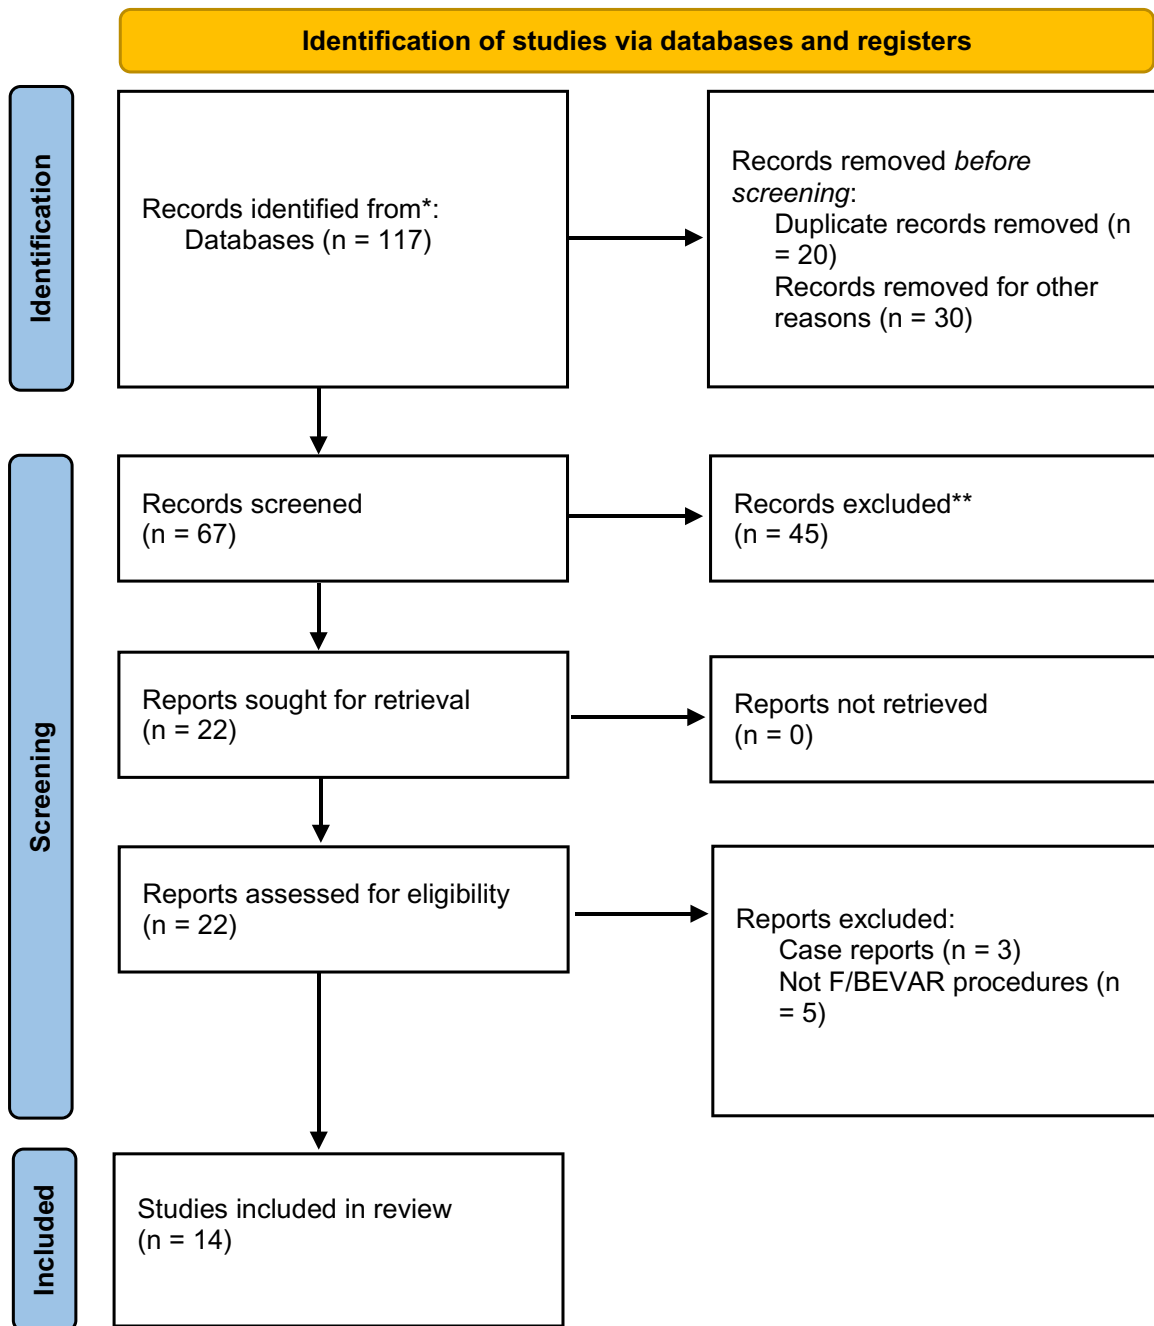 Identification of studies via databases and registers
Identification
Records identified from*:
Databases (n = 117)
Records removed before
screening:
Duplicate records removed (n
= 20)
Records removed for other
reasons (n = 30)
Screening
Records screened
(n = 67)
Records excluded**
(n = 45)
Reports sought for retrieval
(n = 22)
Reports not retrieved
(n = 0)
Reports assessed for eligibility
(n = 22)
Reports excluded:
Case reports (n = 3)
Not F/BEVAR procedures (n
= 5)
Included
Studies included in review
(n = 14)